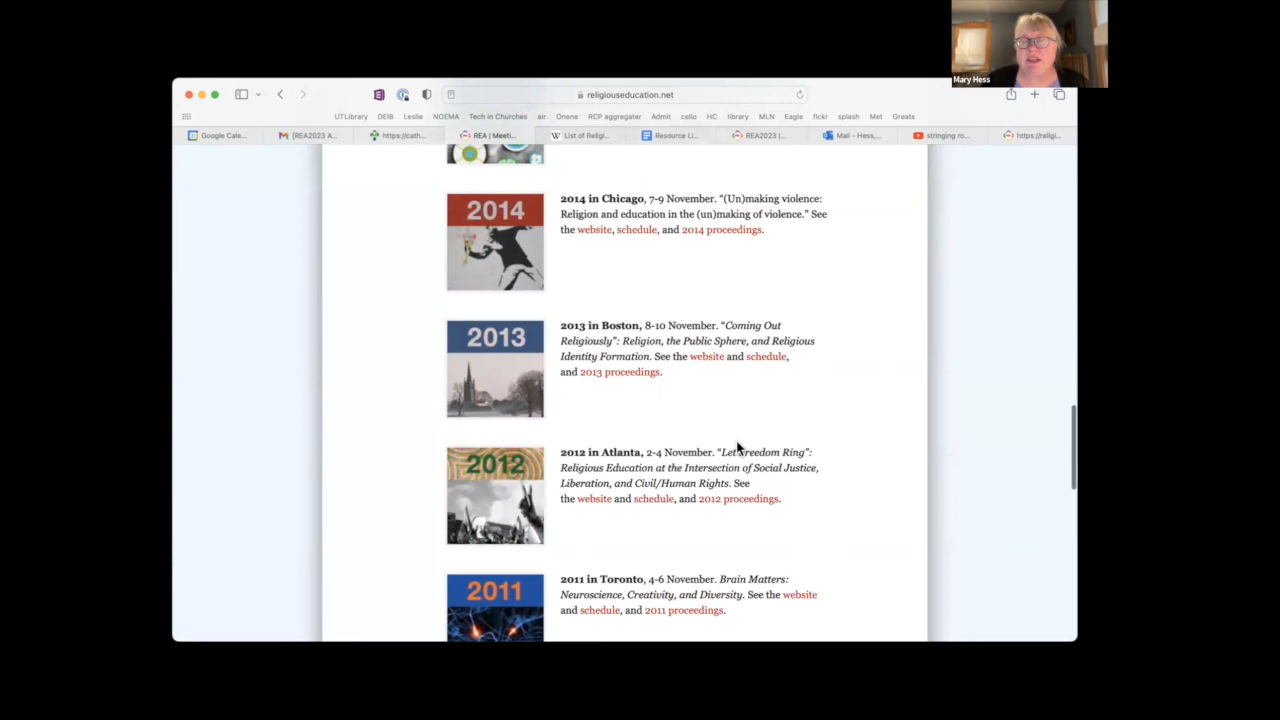 Mary Hess
religiouseducation.net
UTLibrary DEIB Leslie NOEMA Tech in Churches air Onene RCP aggregater Admit cello HC library MLN Eagle flkr splash Met Greats
Google Cale... [REA2023 A... https://cath... REA | Meeti... List of Religi... Resource Li... REA2023 |... Mail - Hess,... stringing ro... https://religi...
2014
2014 in Chicago, 7-9 November. “(Un)making violence:
Religion and education in the (un)making of violence.” See
the website, schedule, and 2014 proceedings.
2013
2013 in Boston, 8-10 November. “Coming Out
Religiously”: Religion, the Public Sphere, and Religious
Identity Formation. See the website and schedule,
and 2013 proceedings.
2012
2012 in Atlanta, 2-4 November. “Let Freedom Ring”:
Religious Education at the Intersection of Social Justice,
Liberation, and Civil/Human Rights. See
the website and schedule, and 2012 proceedings.
2011
2011 in Toronto, 4-6 November. Brain Matters:
Neuroscience, Creativity, and Diversity. See the website
and schedule, and 2011 proceedings.